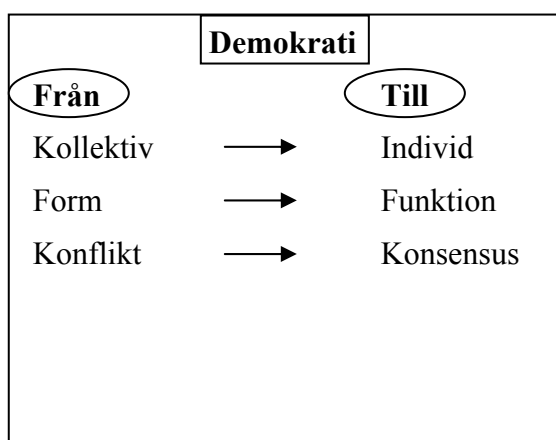 Demokrati
Från Till
Kollektiv Individ
Form Funktion
Konflikt Konsensus